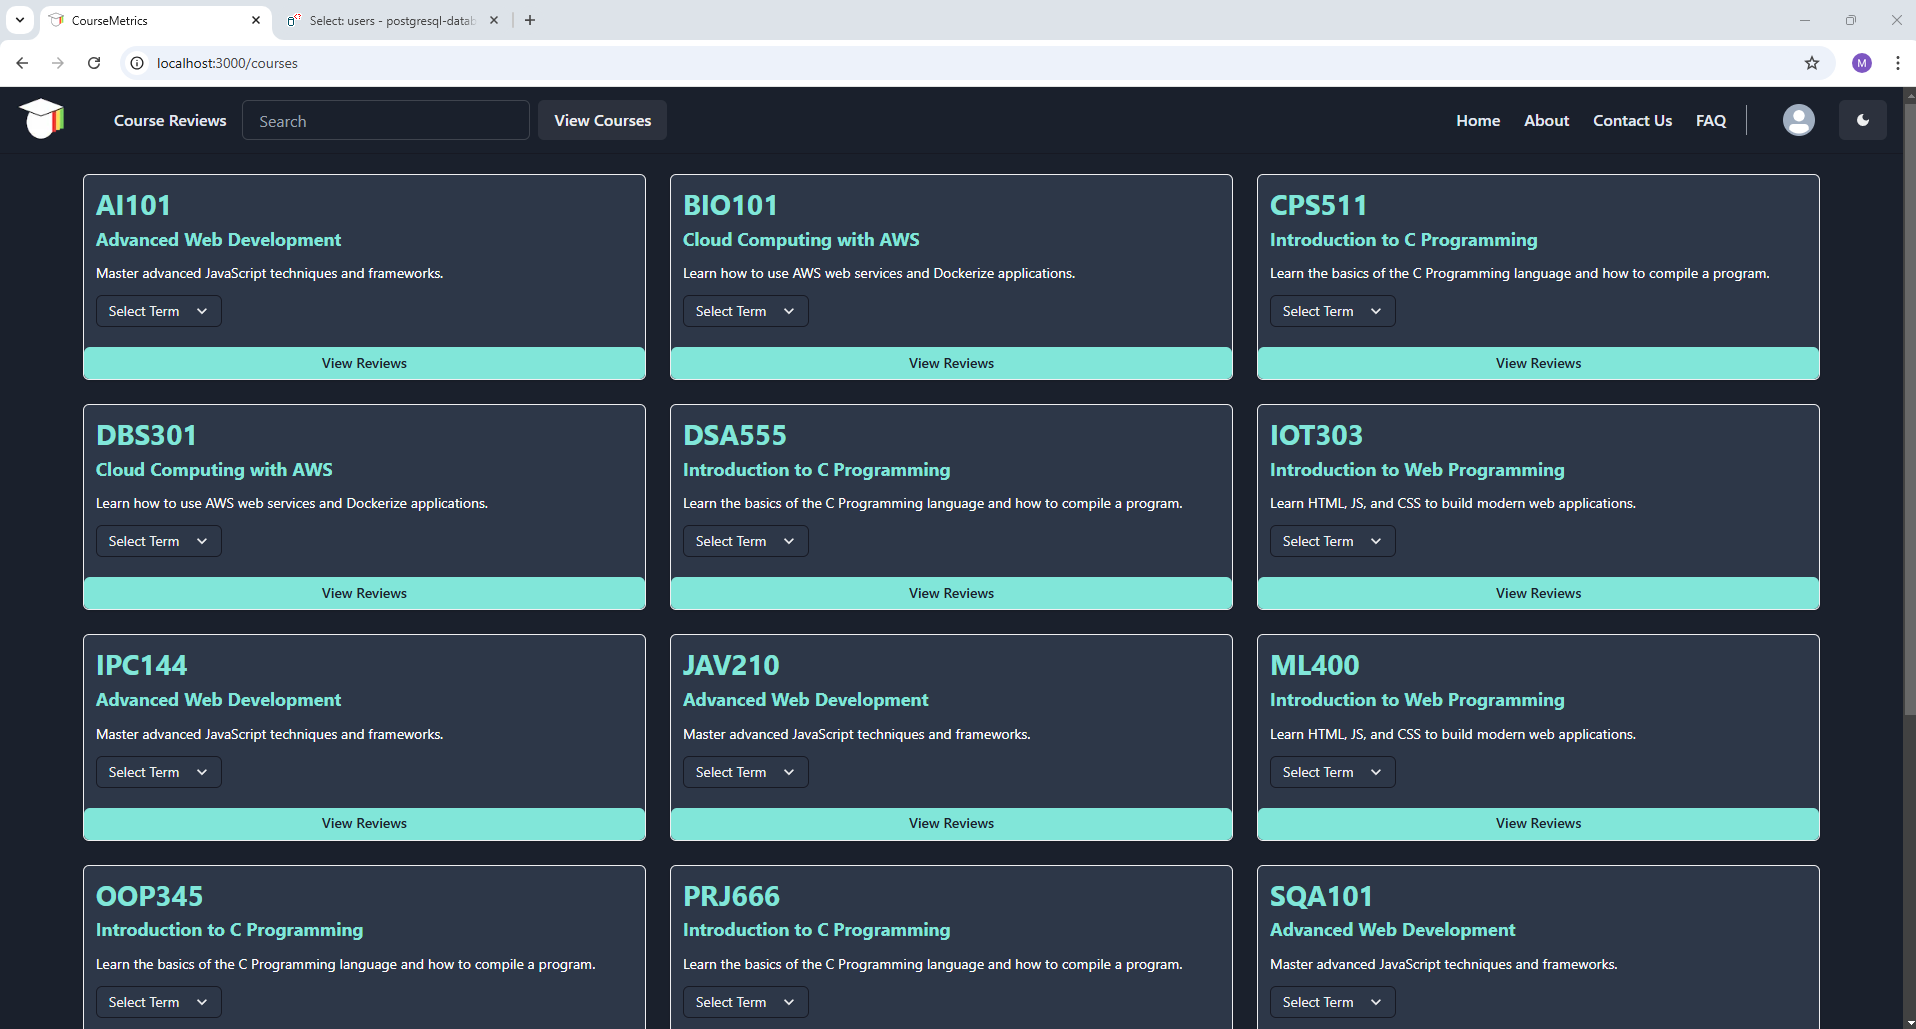 CourseMetrics
Select: users - postgresql-datab
localhost:3000/courses
M
Course Reviews
Search
View Courses
Home
About
Contact Us
FAQ
AI101
Advanced Web Development
Master advanced JavaScript techniques and frameworks.
Select Term
View Reviews
BIO101
Cloud Computing with AWS
Learn how to use AWS web services and Dockerize applications.
Select Term
View Reviews
CPS511
Introduction to C Programming
Learn the basics of the C Programming language and how to compile a program.
Select Term
View Reviews
DBS301
Cloud Computing with AWS
Learn how to use AWS web services and Dockerize applications.
Select Term
View Reviews
DSA555
Introduction to C Programming
Learn the basics of the C Programming language and how to compile a program.
Select Term
View Reviews
IOT303
Introduction to Web Programming
Learn HTML, JS, and CSS to build modern web applications.
Select Term
View Reviews
IPC144
Advanced Web Development
Master advanced JavaScript techniques and frameworks.
Select Term
View Reviews
JAV210
Advanced Web Development
Master advanced JavaScript techniques and frameworks.
Select Term
View Reviews
ML400
Introduction to Web Programming
Learn HTML, JS, and CSS to build modern web applications.
Select Term
View Reviews
OOP345
Introduction to C Programming
Learn the basics of the C Programming language and how to compile a program.
Select Term
PRJ666
Introduction to C Programming
Learn the basics of the C Programming language and how to compile a program.
Select Term
SQA101
Advanced Web Development
Master advanced JavaScript techniques and frameworks.
Select Term